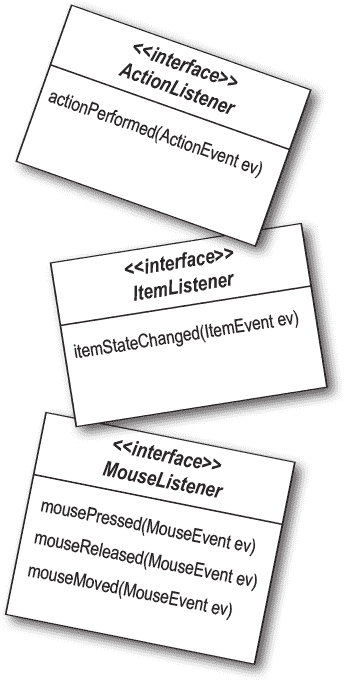 <<interface>>
ActionListener
actionPerformed(ActionEvent ev)
<<interface>>
ItemListener
itemStateChanged(ItemEvent ev)
<<interface>>
MouseListener
mousePressed(MouseEvent ev)
mouseReleased(MouseEvent ev)
mouseMoved(MouseEvent ev)